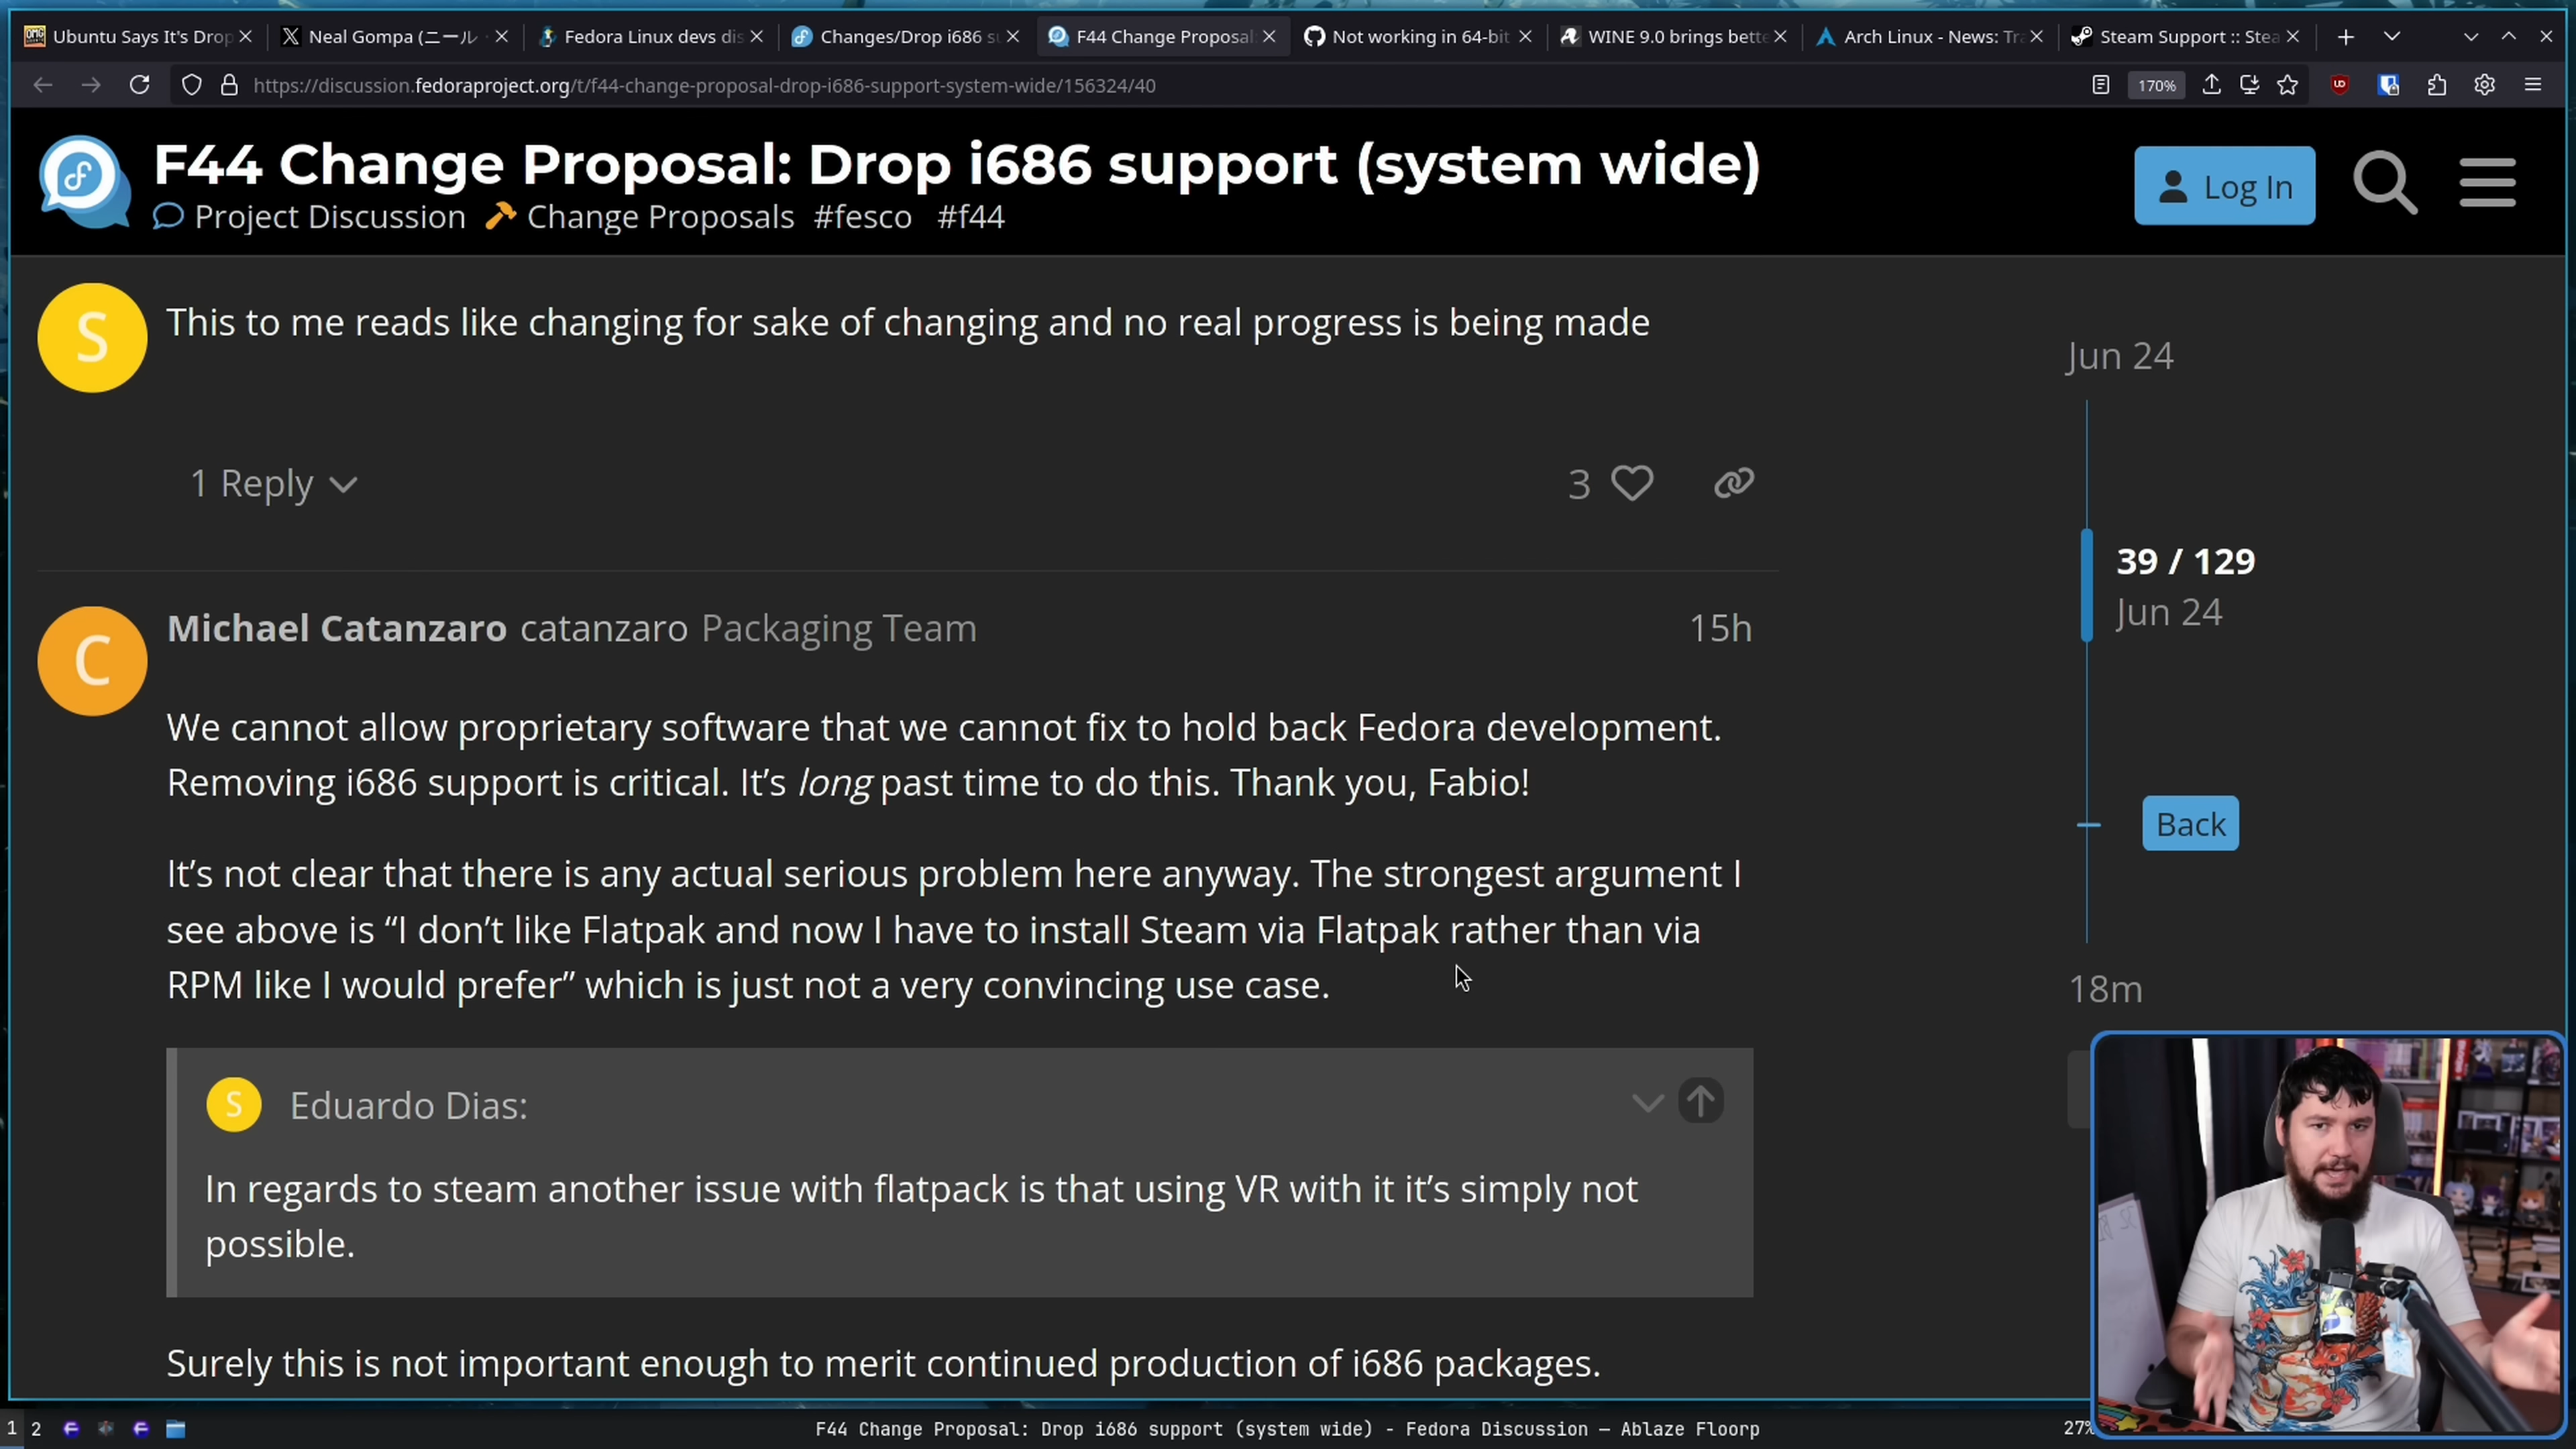 Ubuntu Says It's Drop
Neal Gompa (ニール
Fedora Linux devs dis
Changes/Drop i686 su
F44 Change Proposal:
Not working in 64-bit
WINE 9.0 brings bette
Arch Linux - News: Tra
Steam Support :: Stea
https://discussion.fedoraproject.org/t/f44-change-proposal-drop-i686-support-system-wide/156324/40
170%
F44 Change Proposal: Drop i686 support (system wide)
Log In
Project Discussion Change Proposals #fesco #f44
S
This to me reads like changing for sake of changing and no real progress is being made
Jun 24
1 Reply
3
39 / 129
Jun 24
C
Michael Catanzaro catanzaro Packaging Team
15h
We cannot allow proprietary software that we cannot fix to hold back Fedora development.
Removing i686 support is critical. It's long past time to do this. Thank you, Fabio!
Back
It's not clear that there is any actual serious problem here anyway. The strongest argument I
see above is “I don't like Flatpak and now I have to install Steam via Flatpak rather than via
RPM like I would prefer” which is just not a very convincing use case.
18m
S
Eduardo Dias:
In regards to steam another issue with flatpack is that using VR with it it's simply not
possible.
Surely this is not important enough to merit continued production of i686 packages.
1 2
F44 Change Proposal: Drop i686 support (system wide) - Fedora Discussion — Ablaze Floorp
27%